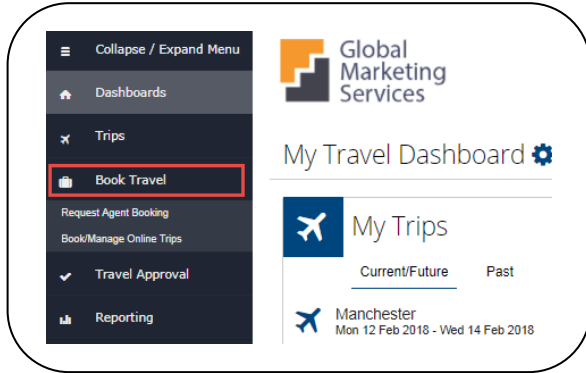 Collapse / Expand Menu
Dashboards
Trips
Book Travel
Request Agent Booking
Book/Manage Online Trips
Travel Approval
Reporting
Global
Marketing
Services
My Travel Dashboard
My Trips
Current/Future Past
Manchester
Mon 12 Feb 2018 - Wed 14 Feb 2018